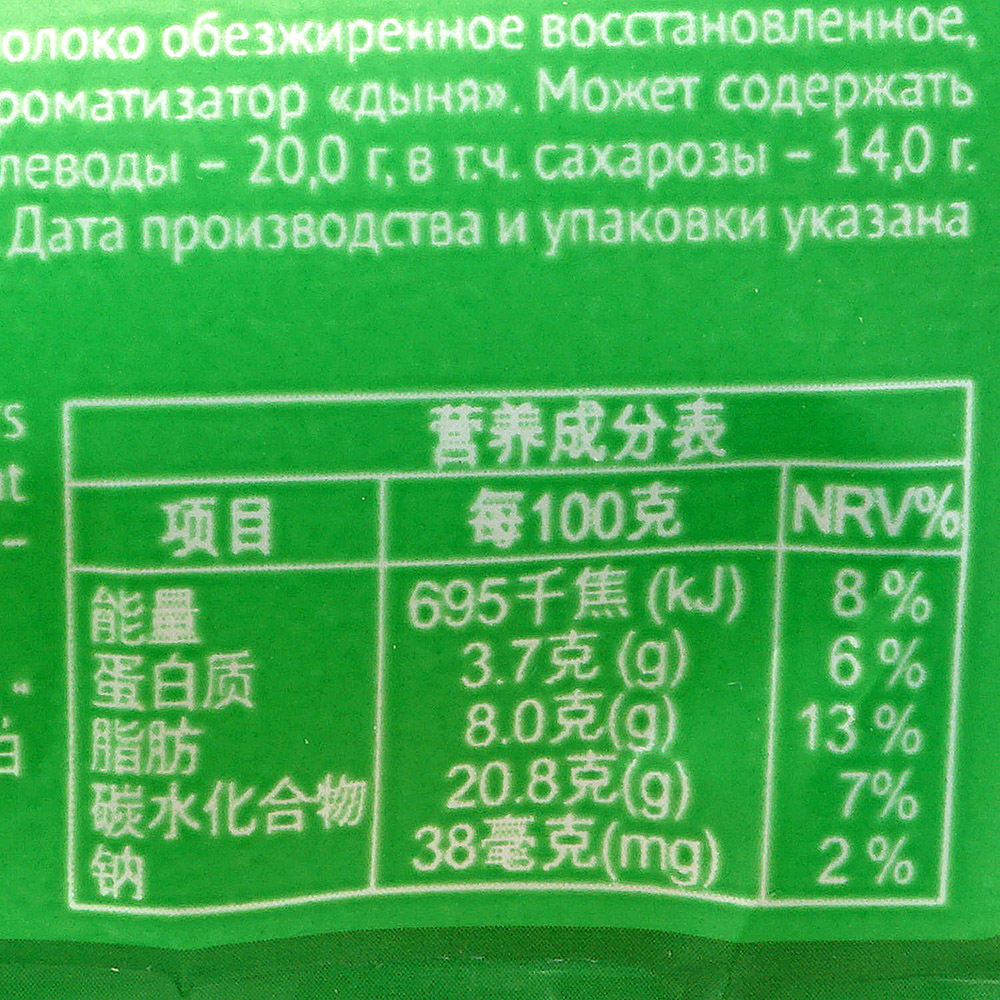 олоко обезжиренное восстановленное,
роматизатор «дыня». Может содержать
леводы – 20,0 г, в т.ч. сахарозы – 14,0 г.
Дата производства и упаковки указана
s
nt
–
"
白
营养成分表
项目 每100克 NRV%
能量 695千焦 (kJ) 8 %
蛋白质 3.7克 (g) 6 %
脂肪 8.0克(g) 13 %
碳水化合物 20.8克(g) 7%
钠 38毫克(mg) 2 %